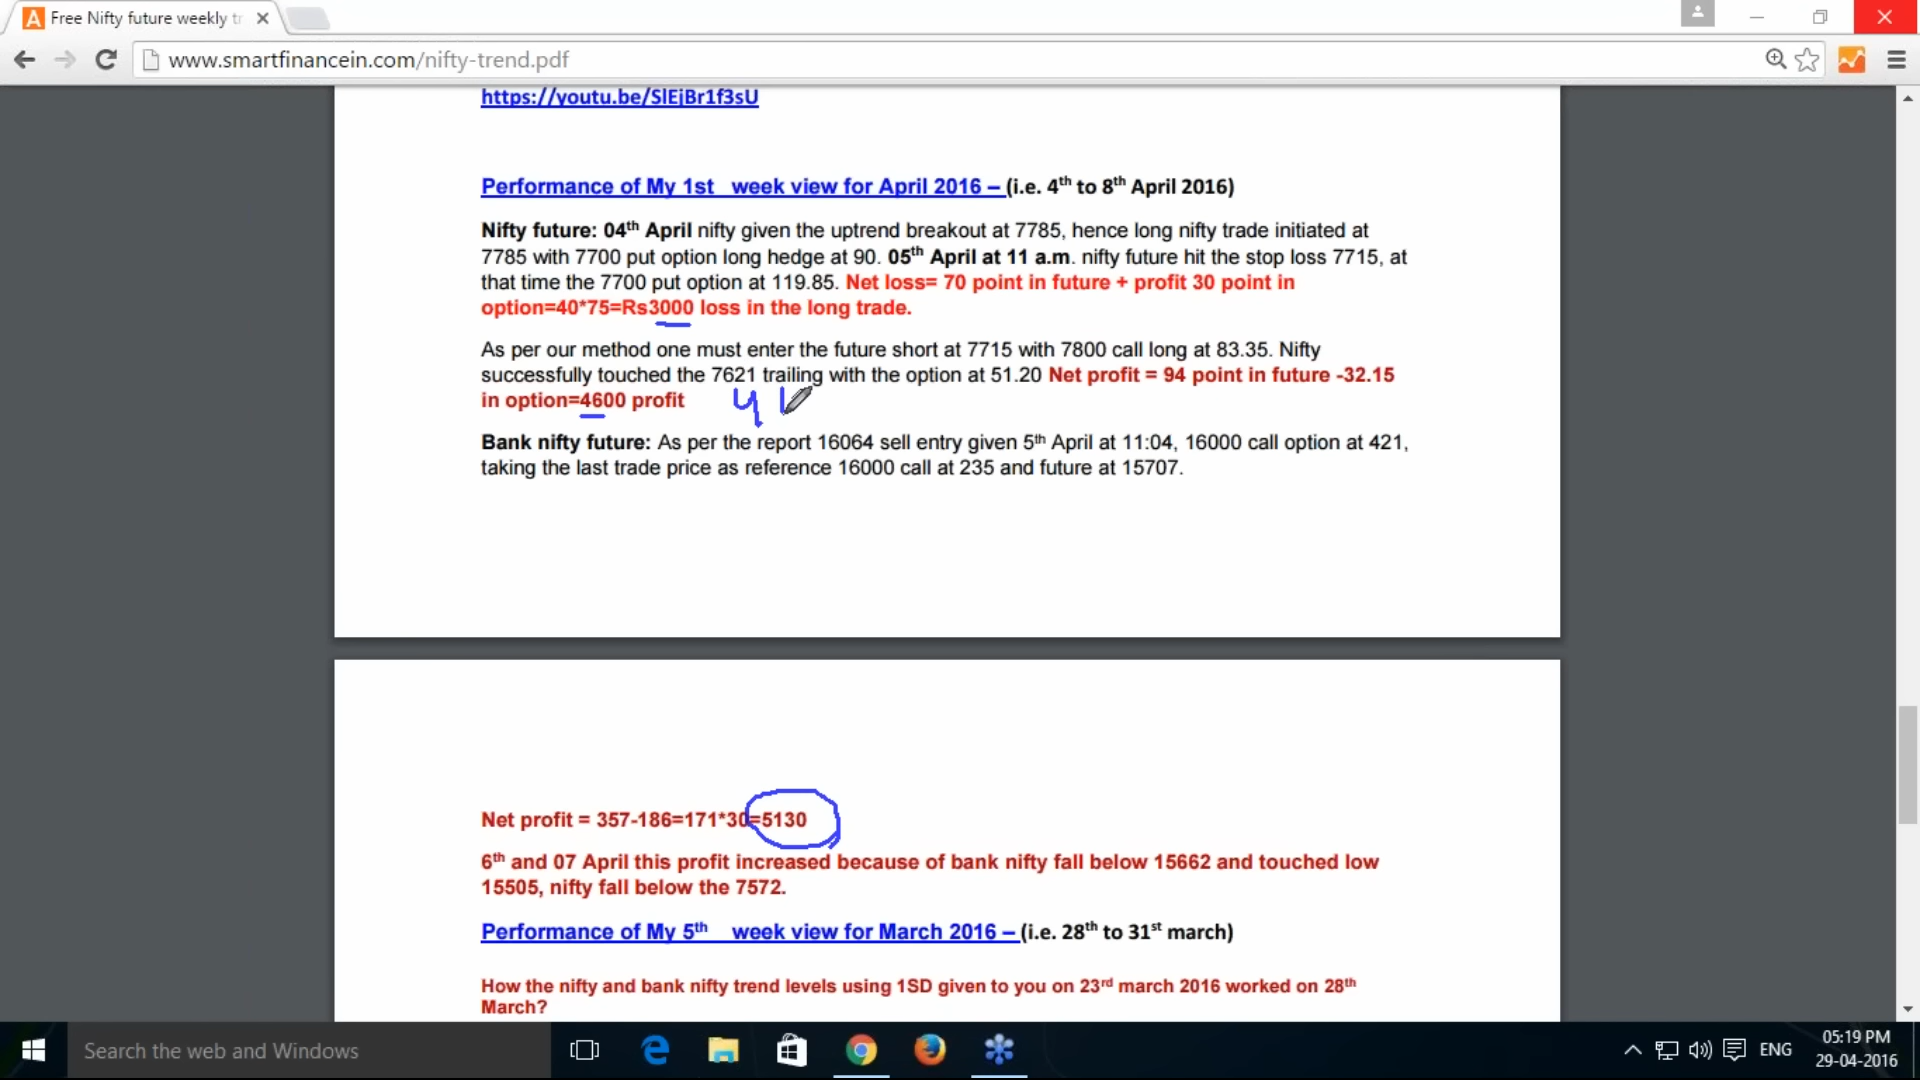 Free Nifty future weekly tr
www.smartfinancein.com/nifty-trend.pdf
https://youtu.be/SlEjBr1f3sU
Performance of My 1st week view for April 2016 – (i.e. 4th to 8th April 2016)
Nifty future: 04th April nifty given the uptrend breakout at 7785, hence long nifty trade initiated at
7785 with 7700 put option long hedge at 90. 05th April at 11 a.m. nifty future hit the stop loss 7715, at
that time the 7700 put option at 119.85. Net loss= 70 point in future + profit 30 point in
option=40*75=Rs3000 loss in the long trade.
As per our method one must enter the future short at 7715 with 7800 call long at 83.35. Nifty
successfully touched the 7621 trailing with the option at 51.20 Net profit = 94 point in future -32.15
in option=4600 profit
Bank nifty future: As per the report 16064 sell entry given 5th April at 11:04, 16000 call option at 421,
taking the last trade price as reference 16000 call at 235 and future at 15707.
Net profit = 357-186=171*30=5130
6th and 07 April this profit increased because of bank nifty fall below 15662 and touched low
15505, nifty fall below the 7572.
Performance of My 5th week view for March 2016 – (i.e. 28th to 31st march)
How the nifty and bank nifty trend levels using 1SD given to you on 23rd march 2016 worked on 28th
March?
Search the web and Windows
ENG
05:19 PM
29-04-2016